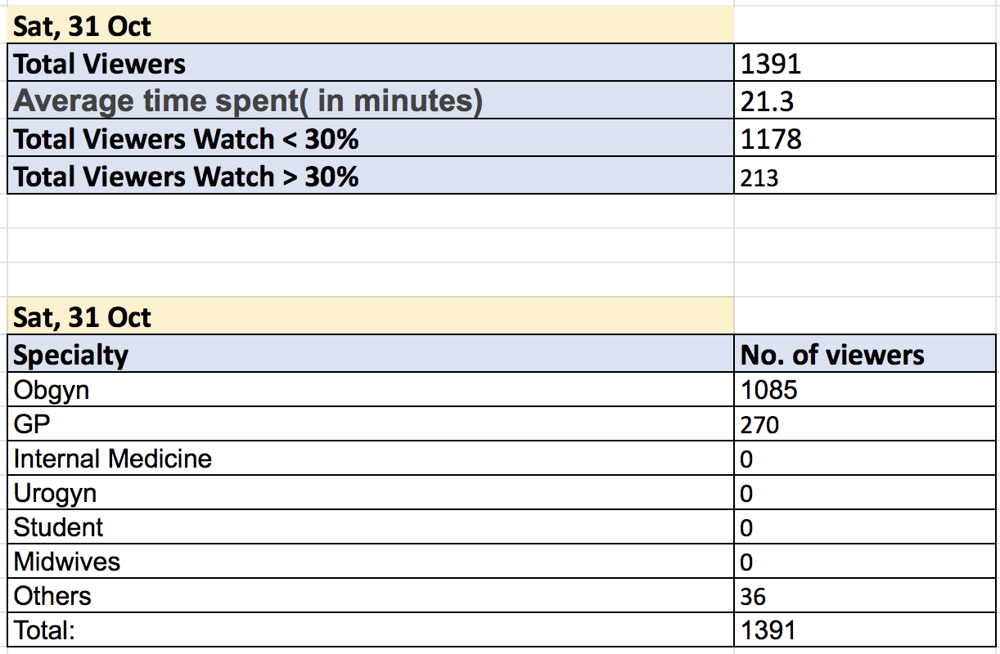 Sat, 31 Oct
Total Viewers 1391
Average time spent( in minutes) 21.3
Total Viewers Watch < 30% 1178
Total Viewers Watch > 30% 213
Sat, 31 Oct
Specialty No. of viewers
Obgyn 1085
GP 270
Internal Medicine 0
Urogyn 0
Student 0
Midwives 0
Others 36
Total: 1391